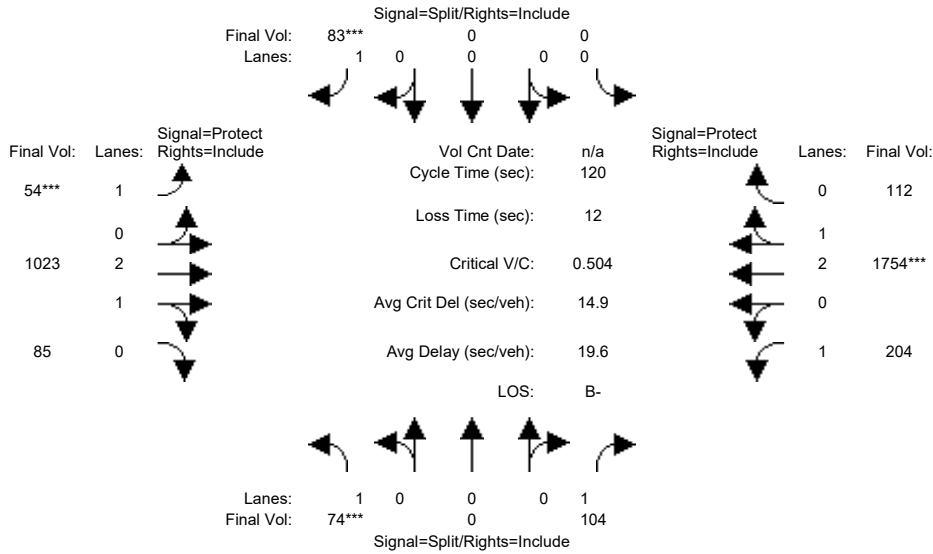 Signal=Split/Rights=Include
Final Vol: 83*** 0 0
Lanes: 1 0 0 0 0
Signal=Protect
Final Vol: Lanes: Rights=Include
Vol Cnt Date: n/a
Signal=Protect
Rights=Include Lanes: Final Vol:
Cycle Time (sec): 120
54*** 1
0 112
Loss Time (sec): 12
0
1
1023 2
Critical V/C: 0.504
2 1754***
1
Avg Crit Del (sec/veh): 14.9
0
85 0
Avg Delay (sec/veh): 19.6
1 204
LOS: B-
Lanes: 1 0 0 0 1
Final Vol: 74*** 0 104
Signal=Split/Rights=Include